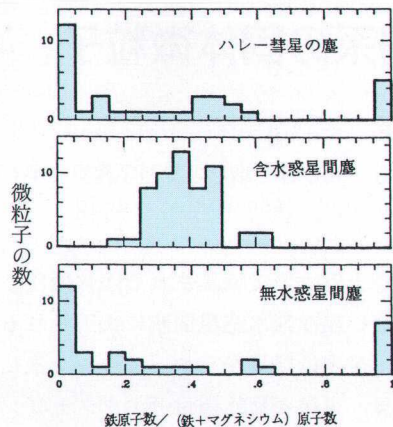 ハレー彗星の塵
10
0
含水惑星間塵
10
0
微粒子の数
無水惑星間塵
10
0
0 .2 .4 .6 .8 1
鉄原子数／（鉄＋マグネシウム）原子数